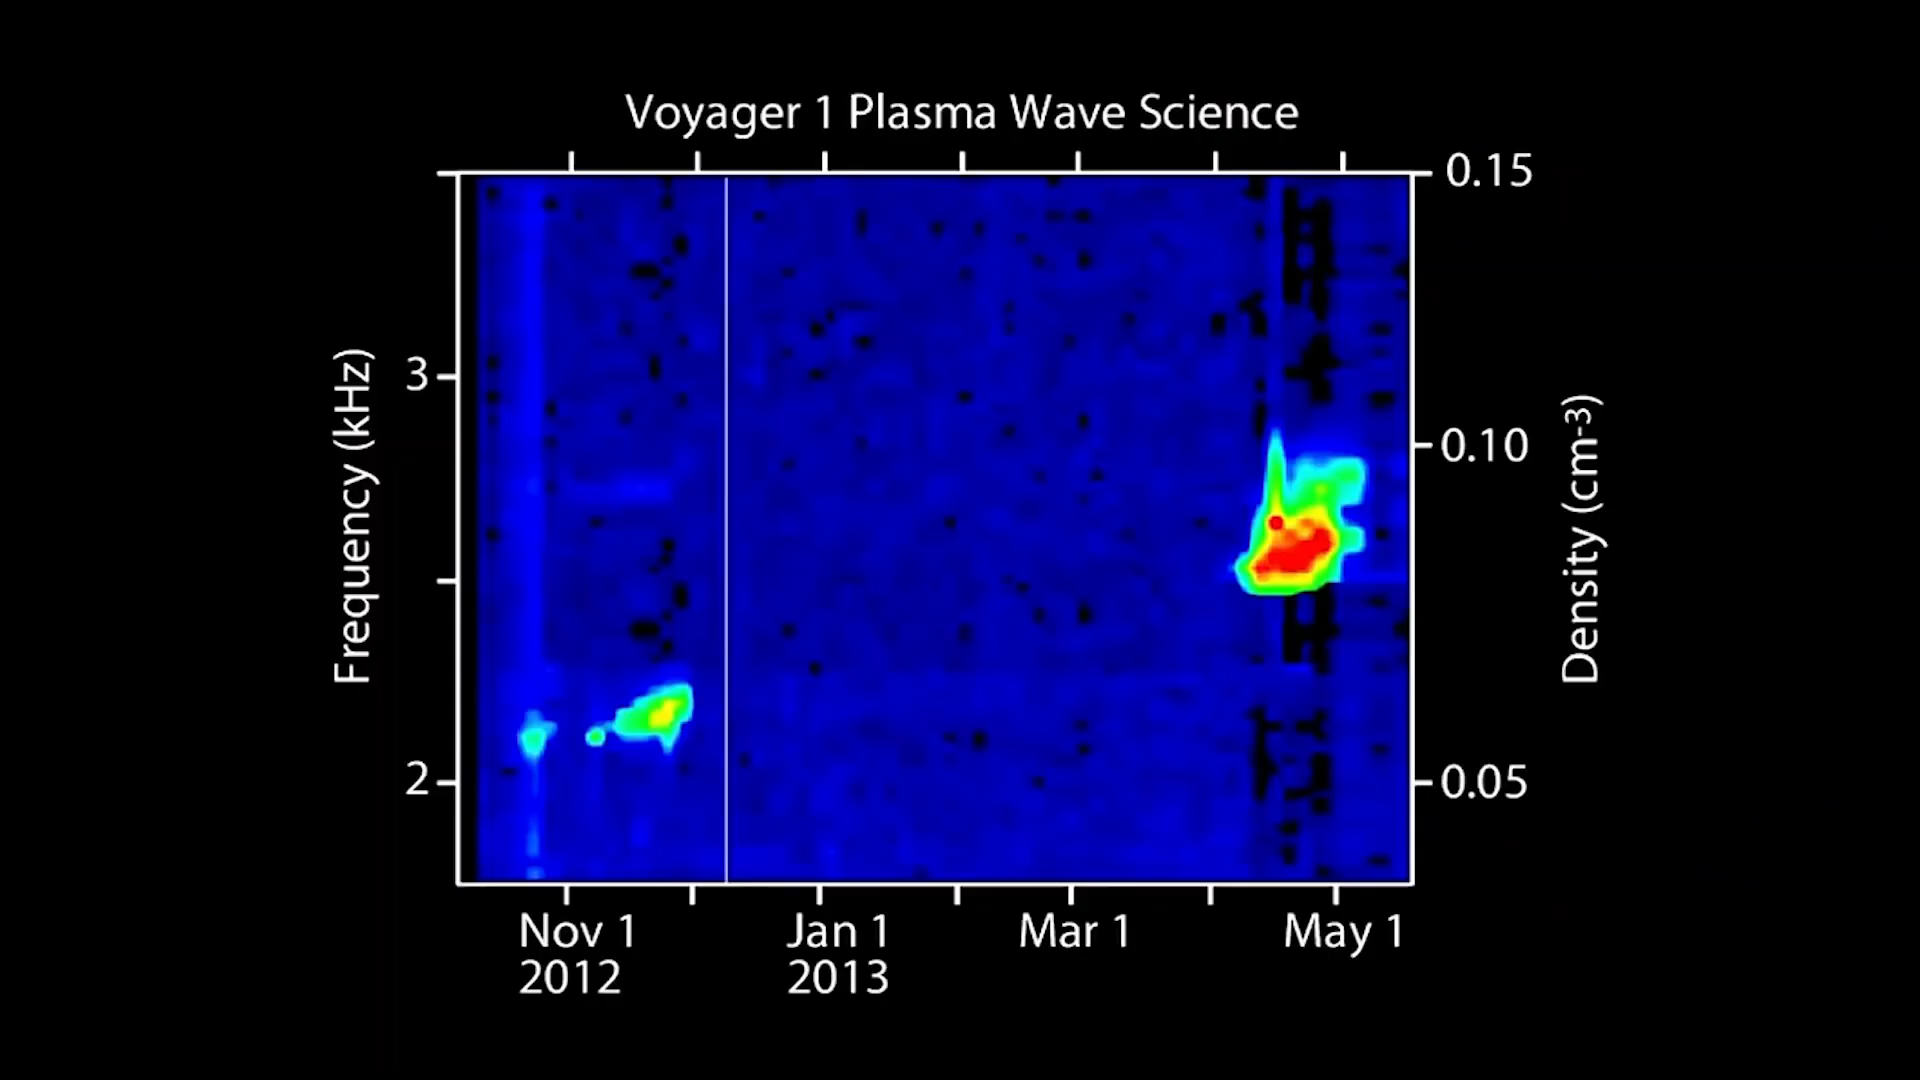 Voyager 1 Plasma Wave Science
0.15
3
0.10
Frequency (kHz)
Density (cm-3)
2
0.05
Nov 1
2012
Jan 1
2013
Mar 1
May 1